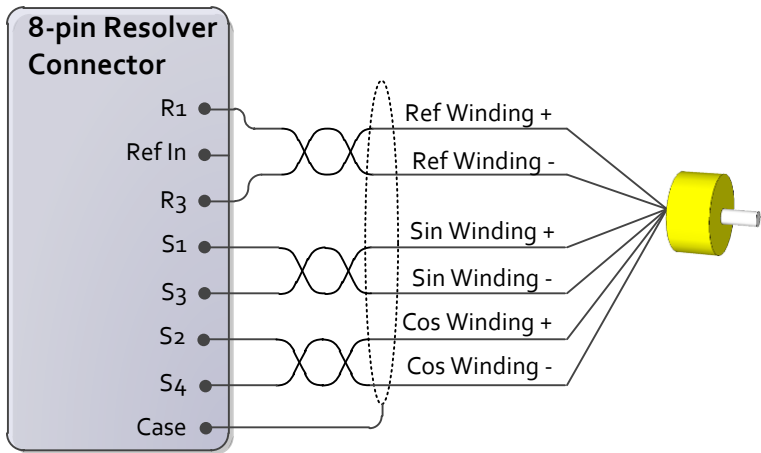 8-pin Resolver
Connector
R1
Ref In
R3
S1
S3
S2
S4
Case
Ref Winding +
Ref Winding -
Sin Winding +
Sin Winding -
Cos Winding +
Cos Winding -